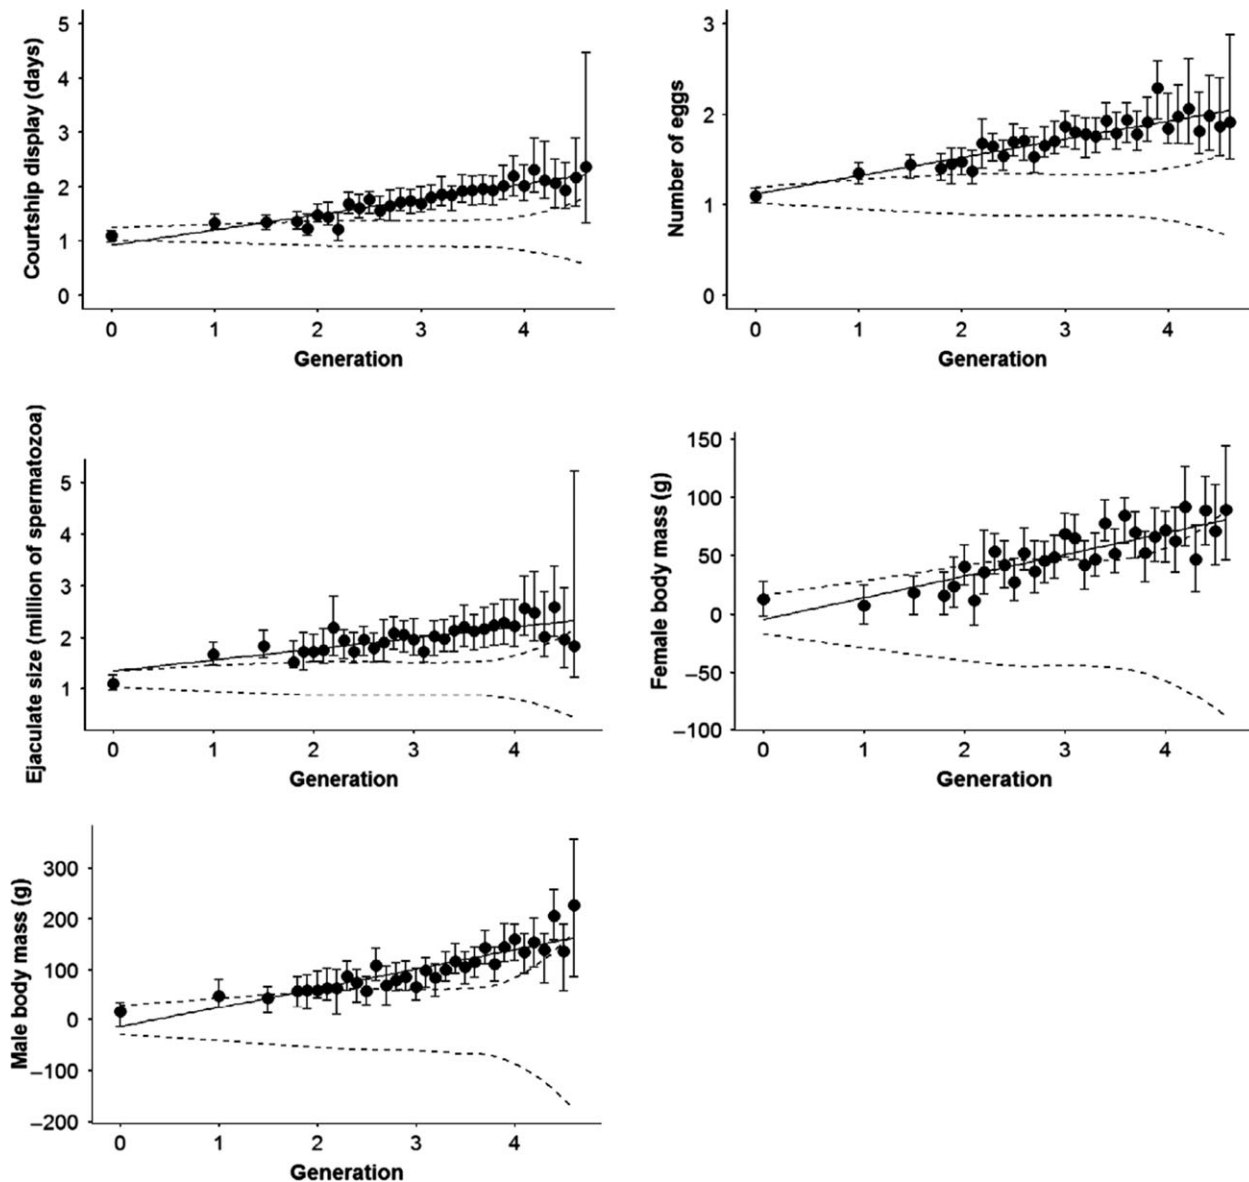 Courtship display (days)
5
4
3
2
1
0
0 1 2 3 4
Generation
Number of eggs
3
2
1
0
0 1 2 3 4
Generation
Ejaculate size (million of spermatozoa)
5
4
3
2
1
0 1 2 3 4
Generation
Female body mass (g)
150
100
50
0
–50
–100
0 1 2 3 4
Generation
Male body mass (g)
300
200
100
0
–100
–200
0 1 2 3 4
Generation